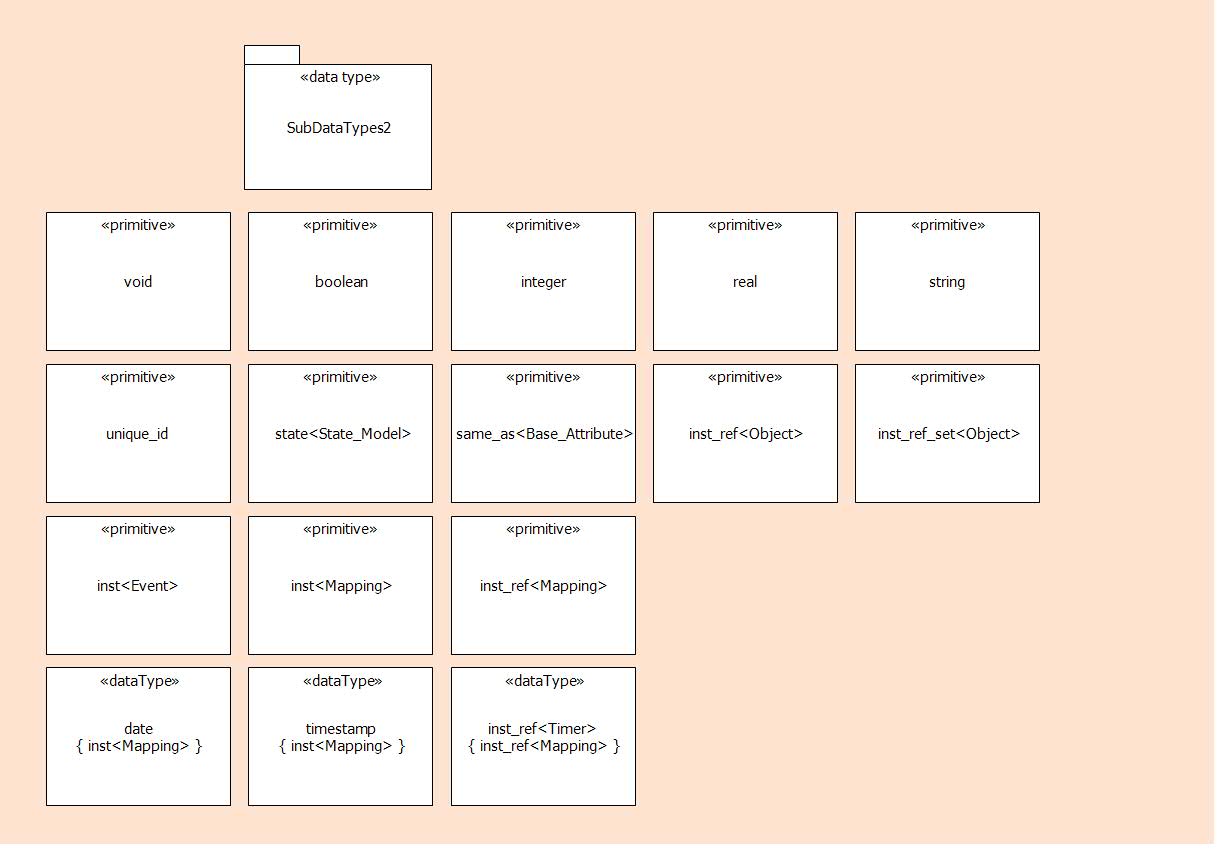 «data type»
SubDataTypes2
«primitive»
void
«primitive»
boolean
«primitive»
integer
«primitive»
real
«primitive»
string
«primitive»
unique_id
«primitive»
state<State_Model>
«primitive»
same_as<Base_Attribute>
«primitive»
inst_ref<Object>
«primitive»
inst_ref_set<Object>
«primitive»
inst<Event>
«primitive»
inst<Mapping>
«primitive»
inst_ref<Mapping>
«dataType»
date
{ inst<Mapping> }
«dataType»
timestamp
{ inst<Mapping> }
«dataType»
inst_ref<Timer>
{ inst_ref<Mapping> }